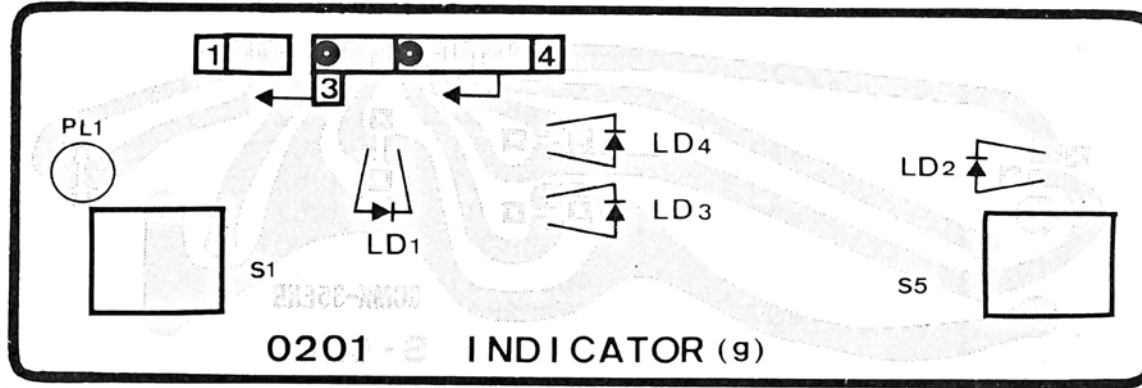 1 4
3
PL1
LD4
LD2
LD3
LD1
S1
S5
0201 INDICATOR (g)